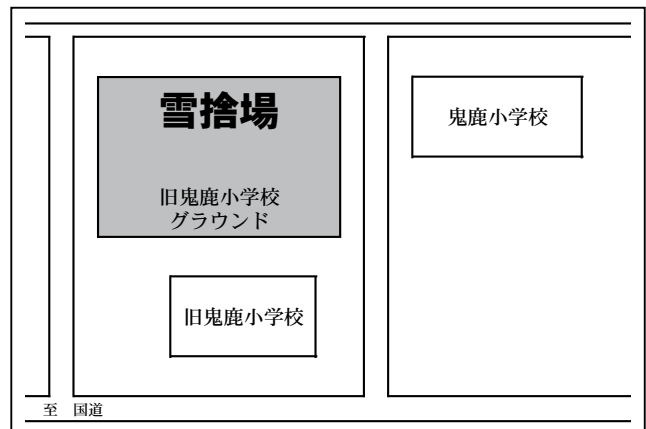 雪捨場
旧鬼鹿小学校
グラウンド
鬼鹿小学校
旧鬼鹿小学校
至 国道